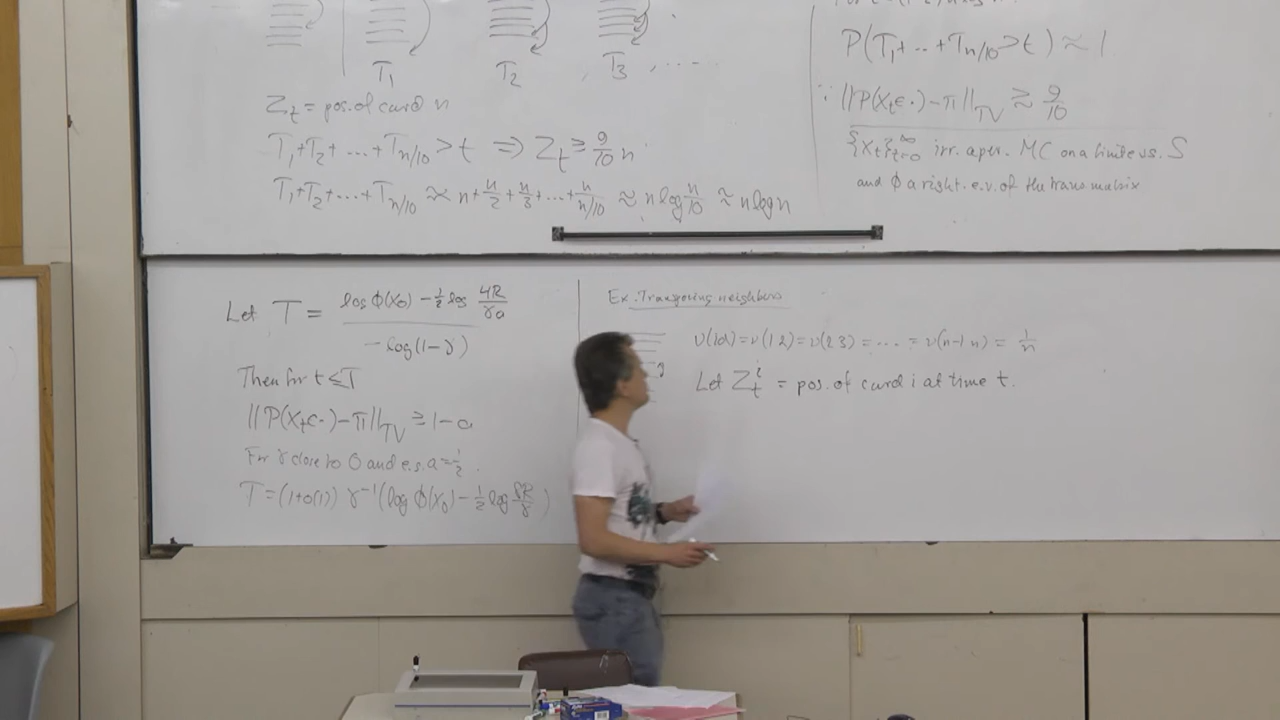 T₁
T₂
, T₃ , ....
Z_t = pos. of card n
T₁+T₂+ ... +T_{n/10} > t ⇒ Z_t ≥ 9/10 n
T₁+T₂+...+T_{n/10} ≈ n + n/2 + n/3 + ... + n/(n/10) ≈ n log n/10 ≈ n log n
P(T₁+...+T_{n/10} > t) ≈ 1
∵ ||P(X_t∈·) − π||_{TV} ≳ 9/10
{X_t}_{t=0}^∞ irr. aper. MC on a finite S
and ϕ a right. e.v. of the trans matrix
Let T = (log ϕ(X₀) − ½ log 4R/γa) / (− log(1−γ))
Then for t ≤ T
||P(X_t∈·) − π||_{TV} ≥ 1 − a
For γ close to 0 and e.g. a = ½ .
T = (1+o(1)) γ⁻¹ (log ϕ(X₀) − ½ log 8R/γ )
Ex. Transposing neighbors
ν(id) = ν(1 2) = ν(2 3) = ... = ν(n-1 n) = 1/n
Let Z_t^i = pos. of card i at time t.